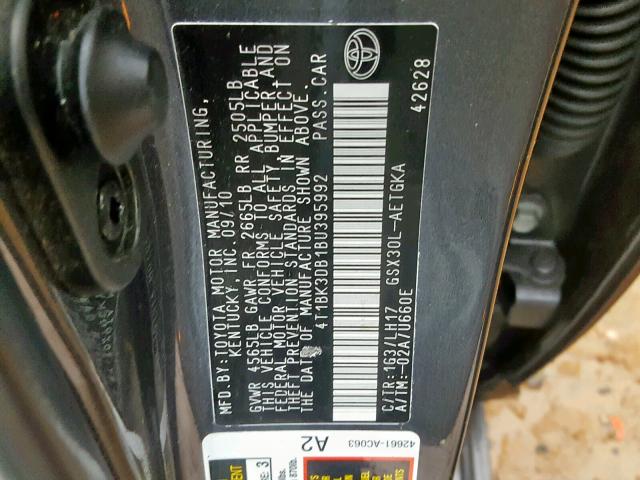 MFD.BY:TOYOTA MOTOR MANUFACTURING,
KENTUCKY, INC. 09/10
GVWR 4565LB GAWR FR 2665LB RR 2505LB
THIS VEHICLE CONFORMS TO ALL APPLICABLE
FEDERAL MOTOR VEHICLE SAFETY, BUMPER, AND
THEFT PREVENTION STANDARDS IN EFFECT ON
THE DATE OF MANUFACTURE SHOWN ABOVE.
4T1BK3DB1BU395992 PASS. CAR
C/TR:1G3/LH17 GSX30L-AETGKA
A/TM:-02A/U660E
42628
42661-AC063
A2